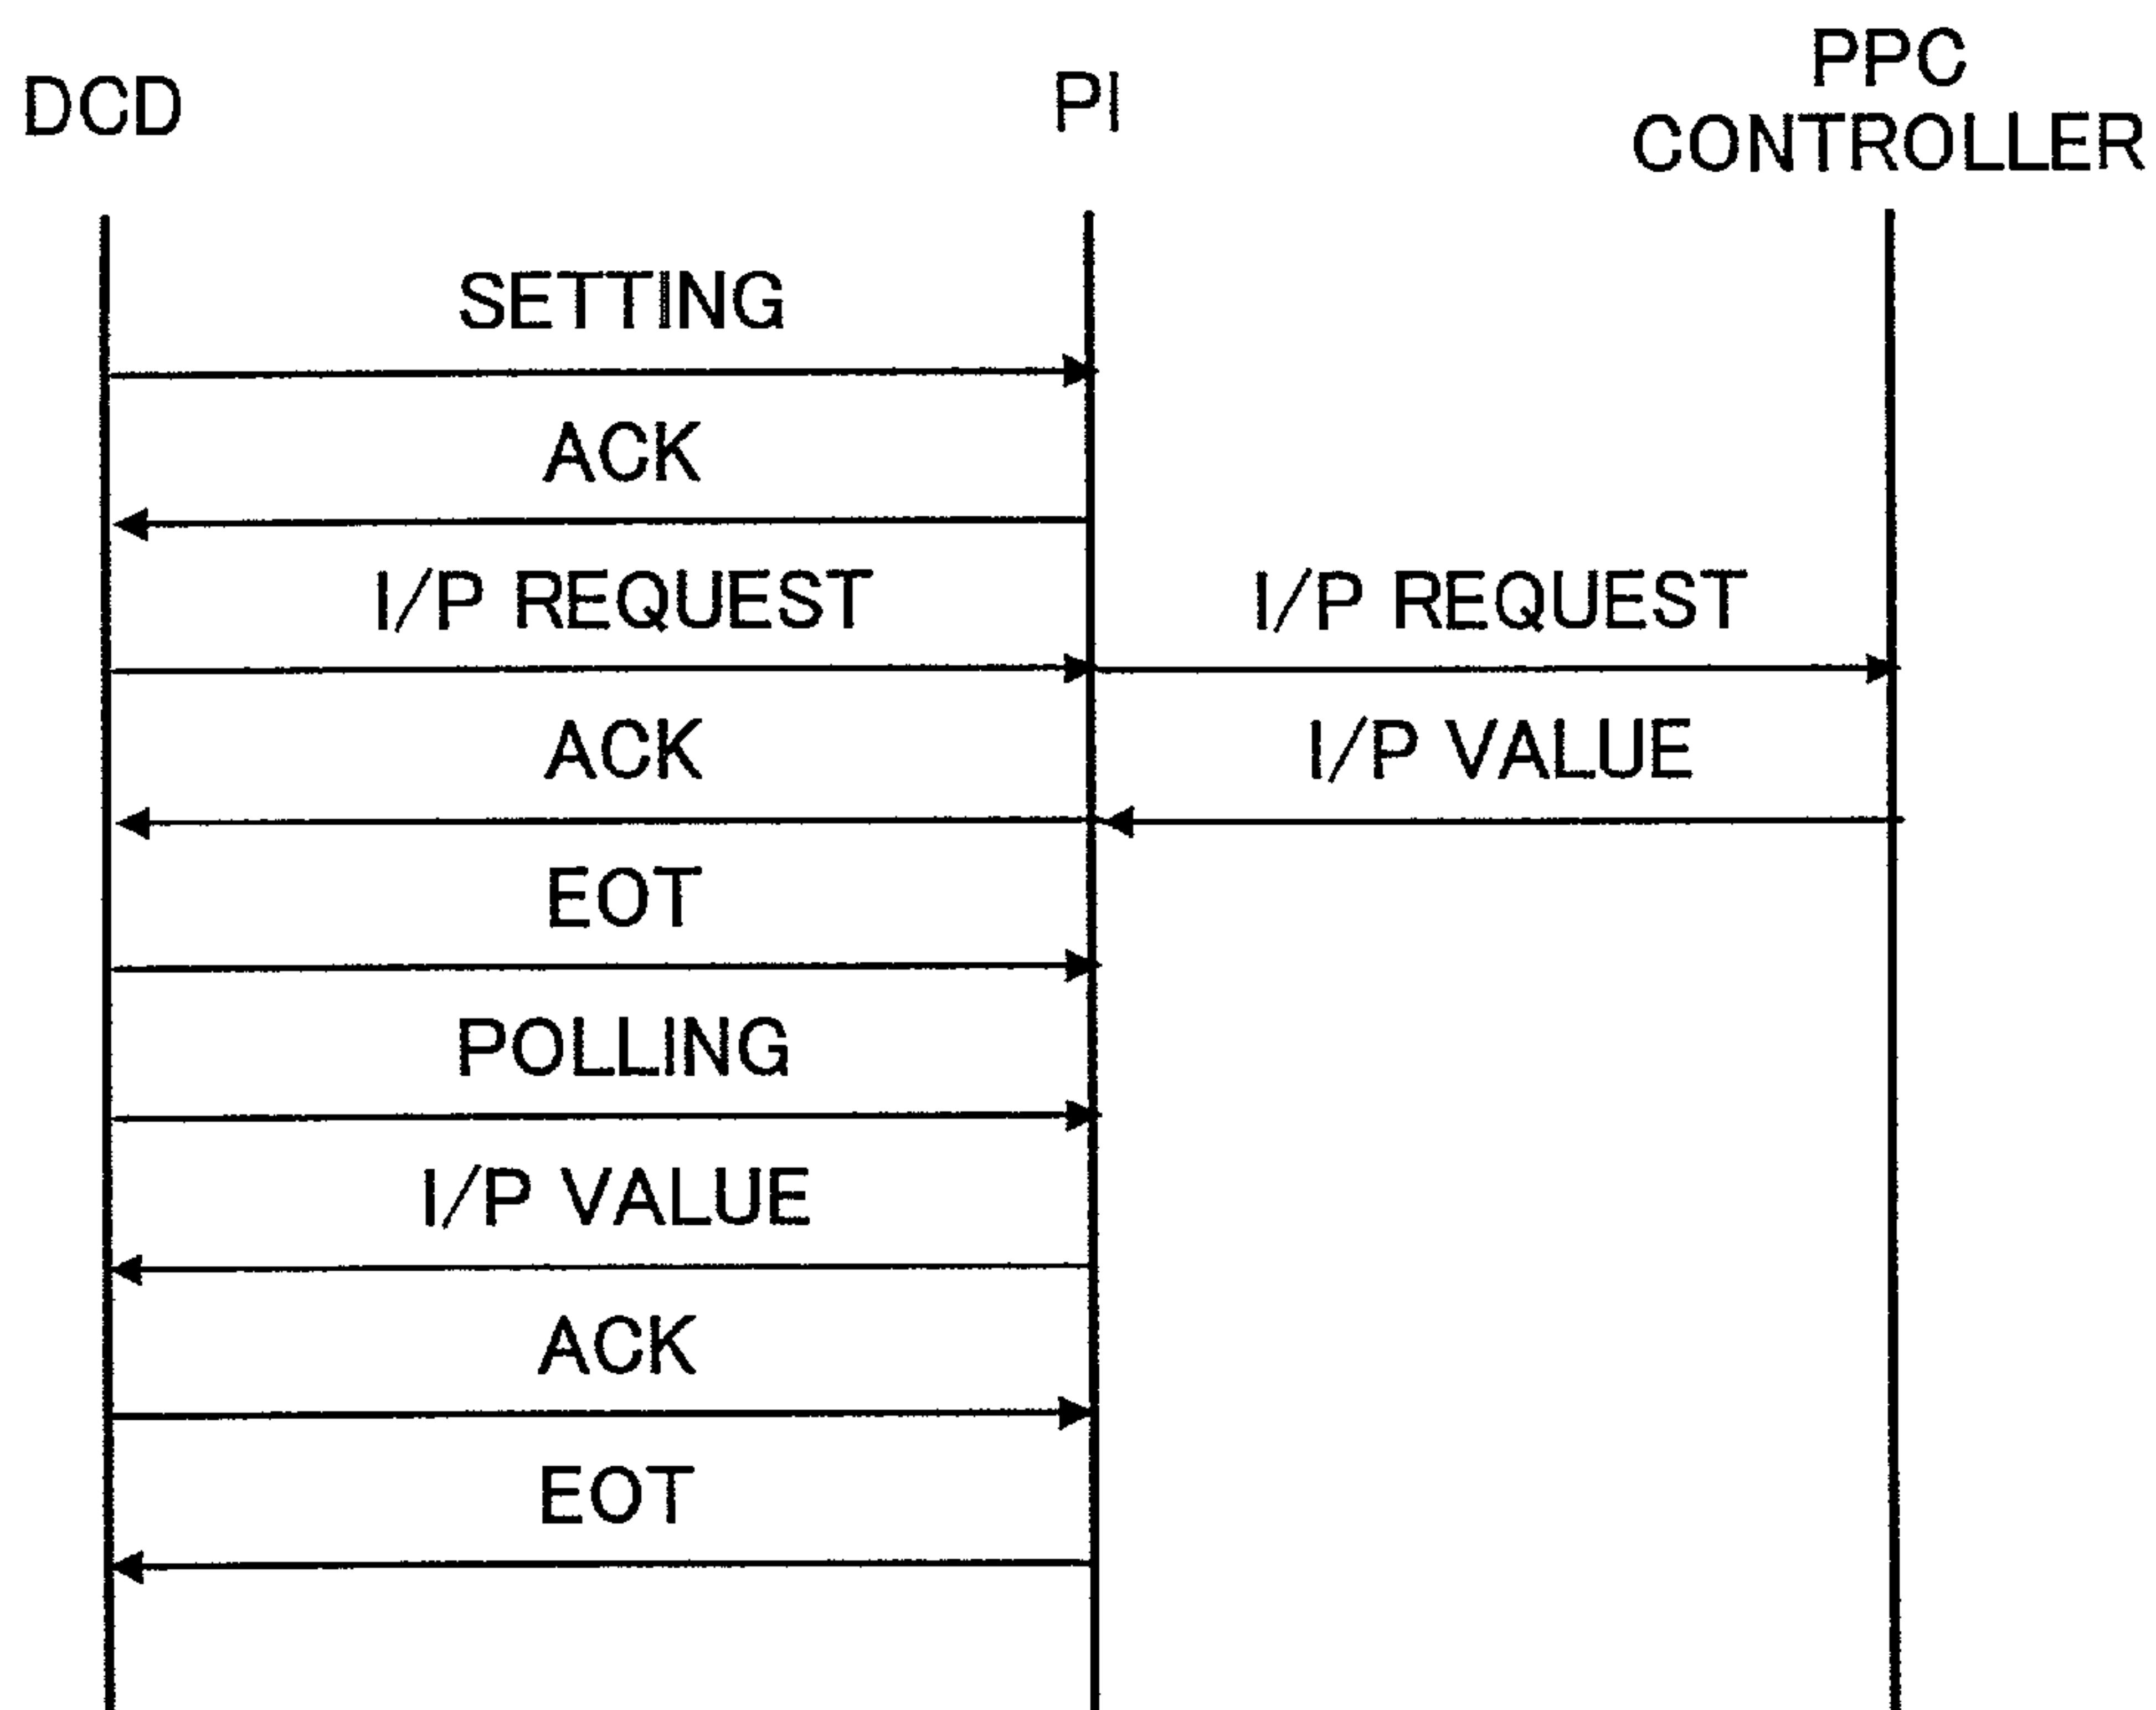 DCD
PI
PPC
CONTROLLER
SETTING
ACK
I/P REQUEST
I/P REQUEST
ACK
I/P VALUE
EOT
POLLING
I/P VALUE
ACK
EOT